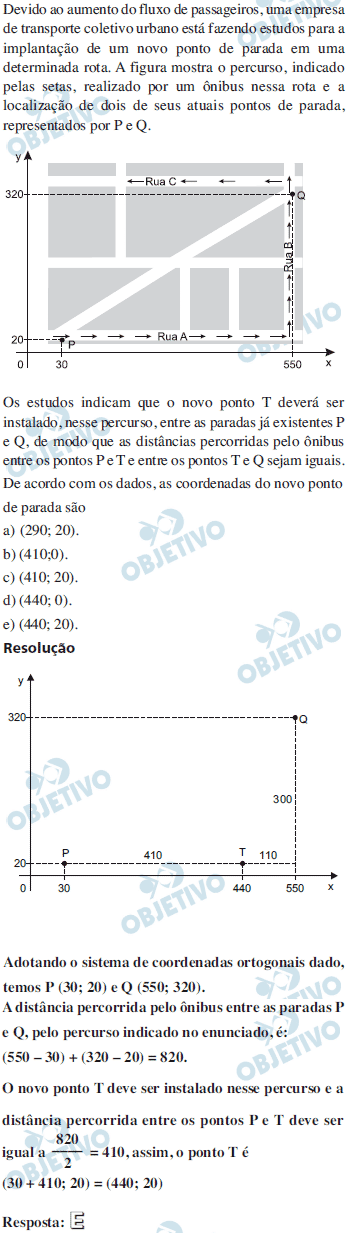 Devido ao aumento do fluxo de passageiros, uma empresa
de transporte coletivo urbano está fazendo estudos para a
implantação de um novo ponto de parada em uma
determinada rota. A figura mostra o percurso, indicado
pelas setas, realizado por um ônibus nessa rota e a
localização de dois de seus atuais pontos de parada,
representados por P e Q.
OBJETIVO
y
320
Rua C
Q
Rua B
OBJETIVO
20
P
Rua A
0
30
550
x
Os estudos indicam que o novo ponto T deverá ser
instalado, nesse percurso, entre as paradas já existentes P
e Q, de modo que as distâncias percorridas pelo ônibus
entre os pontos P e T e entre os pontos T e Q sejam iguais.
De acordo com os dados, as coordenadas do novo ponto
de parada são
a) (290; 20).
b) (410;0).
c) (410; 20).
d) (440; 0).
e) (440; 20).
OBJETIVO
OBJETIVO
Resolução
y
320
Q
OBJETIVO
300
P
410
T
110
20
0
30
440
550
x
OBJETIVO
Adotando o sistema de coordenadas ortogonais dado,
temos P (30; 20) e Q (550; 320).
A distância percorrida pelo ônibus entre as paradas P
e Q, pelo percurso indicado no enunciado, é:
(550 – 30) + (320 – 20) = 820.
OBJETIVO
OBJETIVO
O novo ponto T deve ser instalado nesse percurso e a
distância percorrida entre os pontos P e T deve ser
igual a 820/2 = 410, assim, o ponto T é
(30 + 410; 20) = (440; 20)
OBJETIVO
Resposta: E